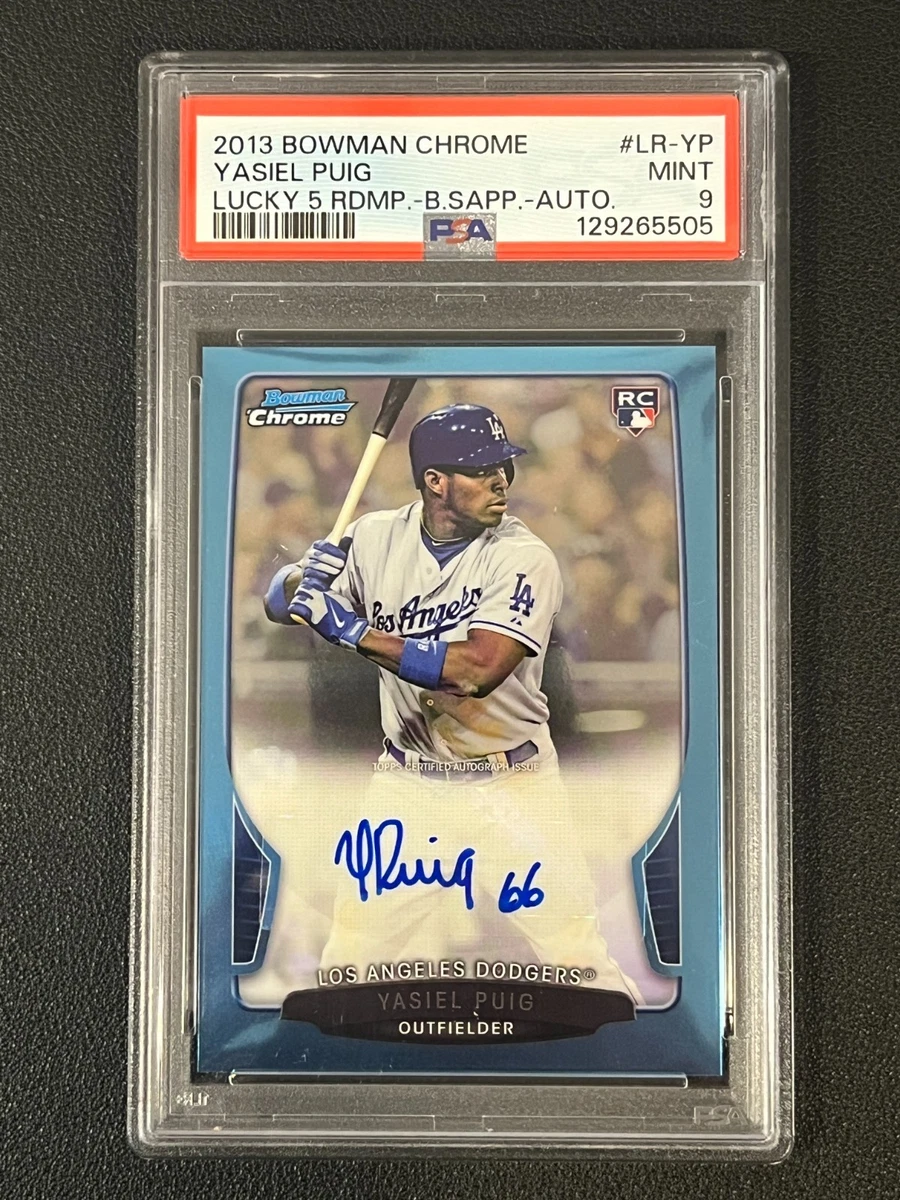 2013 BOWMAN CHROME #LR-YP
YASIEL PUIG MINT
LUCKY 5 RDMP.-B.SAPP.-AUTO. 9
PSA 129265505
Bowman
Chrome
RC
LA
LA
Los Angeles
TOPPS CERTIFIED AUTOGRAPH ISSUE
Y Puig 66
LOS ANGELES DODGERS®
YASIEL PUIG
OUTFIELDER
PSA